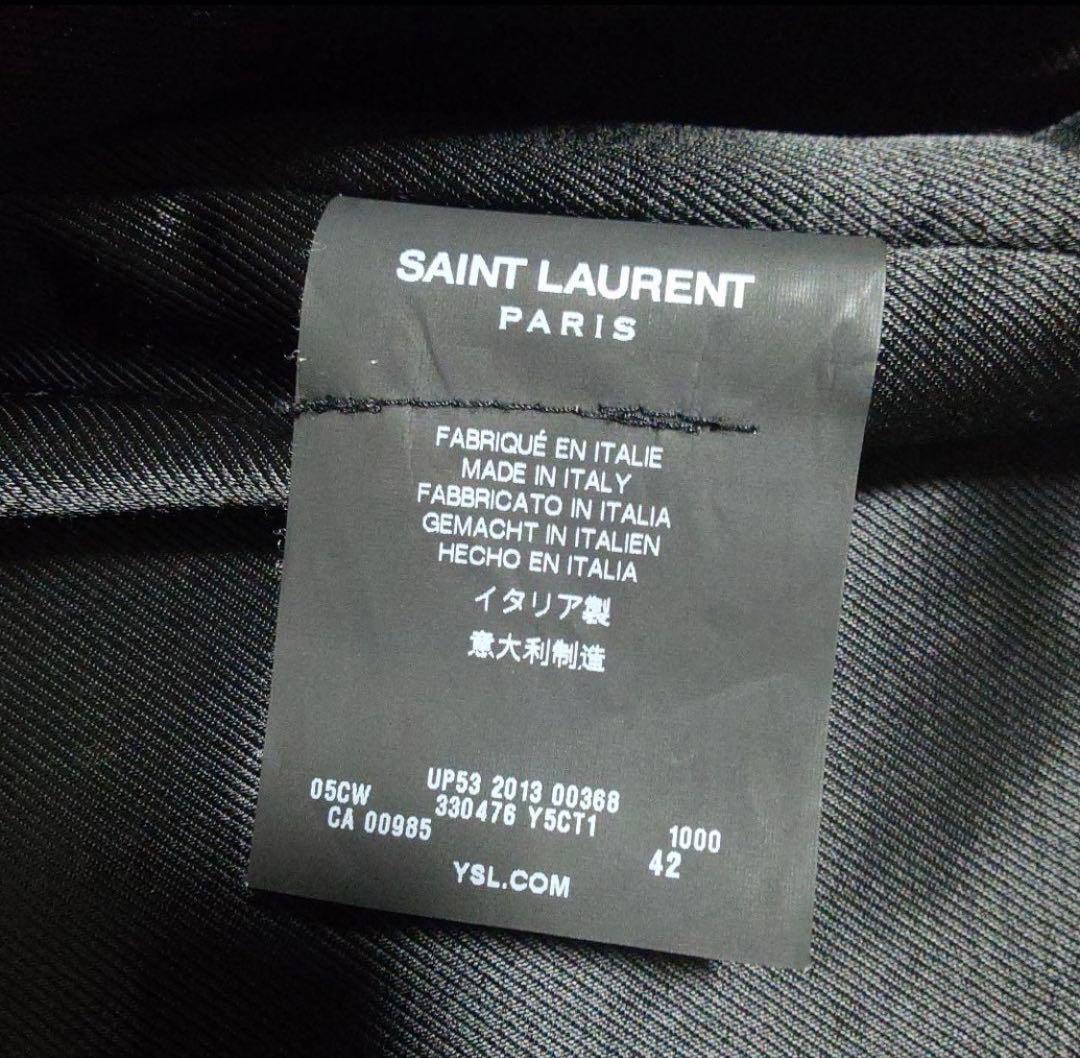 SAINT LAURENT
PARIS
FABRIQUÉ EN ITALIE
MADE IN ITALY
FABBRICATO IN ITALIA
GEMACHT IN ITALIEN
HECHO EN ITALIA
イタリア製
意大利制造
UP53 2013 00368
05CW 330476 Y5CT1 1000
CA 00985 42
YSL.COM